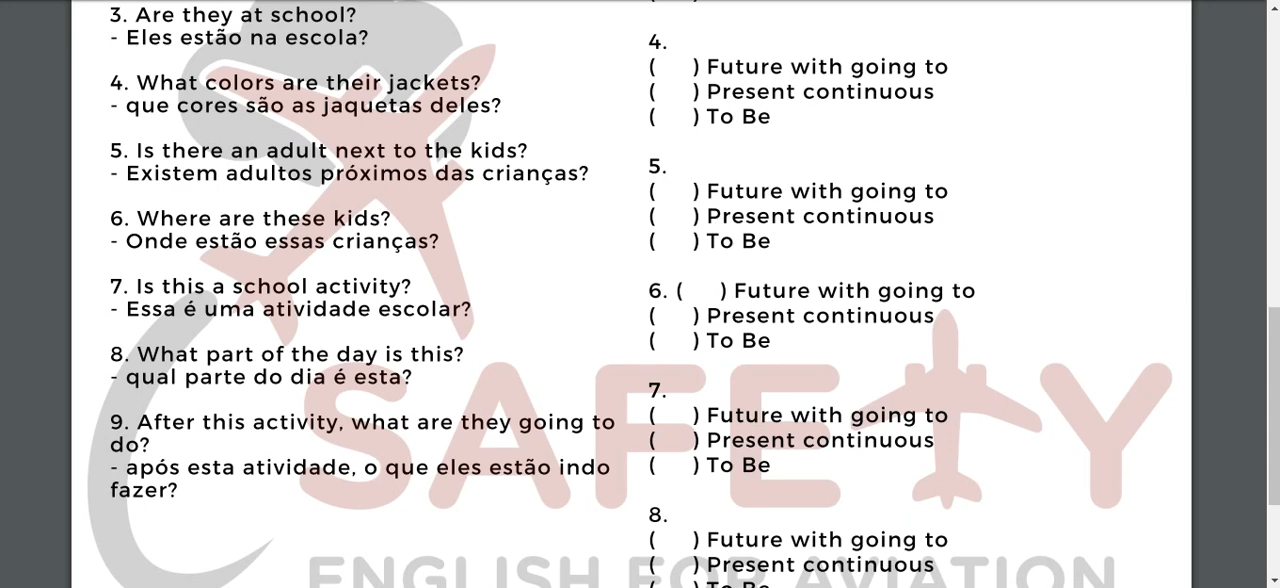 3. Are they at school?
- Eles estão na escola?
4. What colors are their jackets?
- que cores são as jaquetas deles?
5. Is there an adult next to the kids?
- Existem adultos próximos das crianças?
6. Where are these kids?
- Onde estão essas crianças?
7. Is this a school activity?
- Essa é uma atividade escolar?
8. What part of the day is this?
- qual parte do dia é esta?
9. After this activity, what are they going to
do?
- após esta atividade, o que eles estão indo
fazer?
4.
( ) Future with going to
( ) Present continuous
( ) To Be
5.
( ) Future with going to
( ) Present continuous
( ) To Be
6. ( ) Future with going to
( ) Present continuous
( ) To Be
7.
( ) Future with going to
( ) Present continuous
( ) To Be
8.
( ) Future with going to
( ) Present continuous
( ) To Be
SAFETY
ENGLISH FOR AVIATION